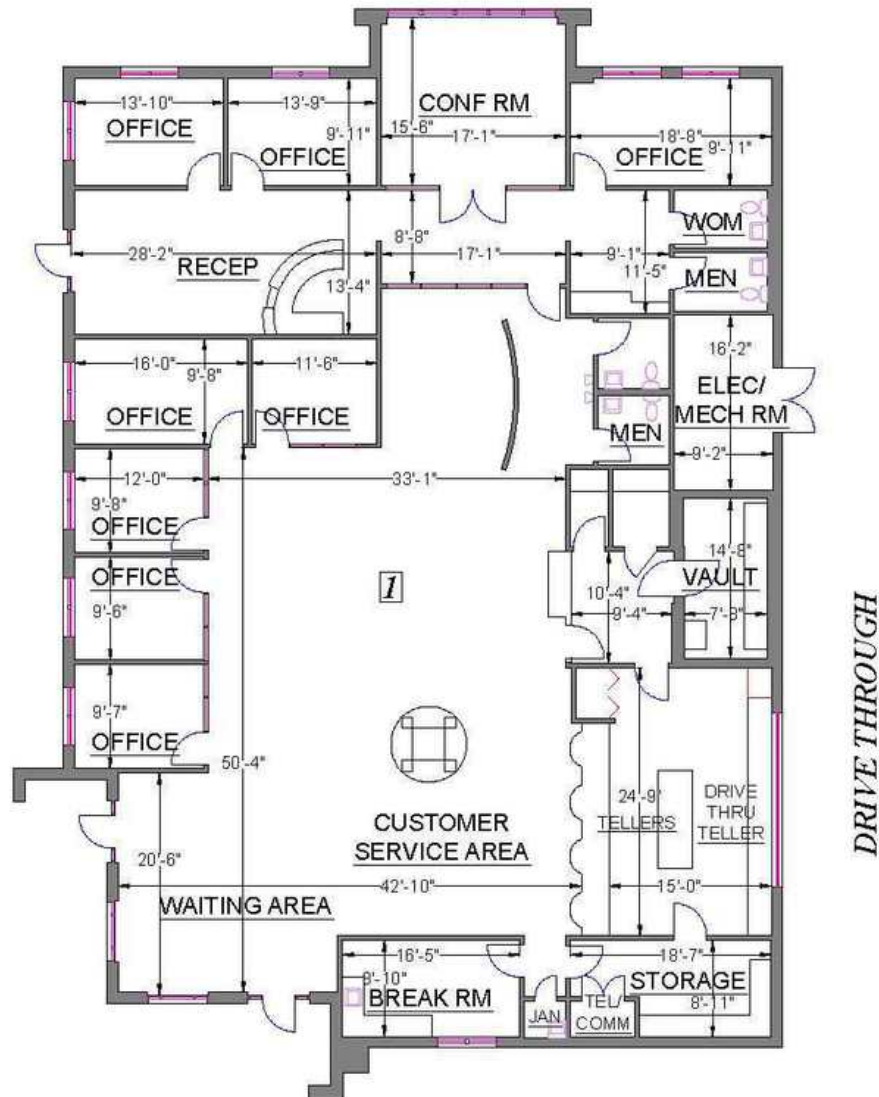 13'-10"
OFFICE
13'-9"
9'-11"
OFFICE
CONF RM
15'-6"
17'-1"
18'-8"
OFFICE
9'-11"
28'-2"
RECEP
13'-4"
8'-8"
17'-1"
9'-1"
11'-5"
WOM
MEN
16'-0"
9'-8"
OFFICE
11'-6"
OFFICE
MEN
16'-2"
ELEC/
MECH RM
9'-2"
12'-0"
9'-8"
OFFICE
33'-1"
OFFICE
9'-6"
1
10'-4"
9'-4"
14'-8"
VAULT
7'-8"
9'-7"
OFFICE
50'-4"
24'-9"
TELLERS
DRIVE
THRU
TELLER
15'-0"
DRIVE THROUGH
CUSTOMER
SERVICE AREA
20'-6"
42'-10"
WAITING AREA
16'-5"
8'-10"
BREAK RM
JAN
18'-7"
STORAGE
8'-11"
TEL/
COMM